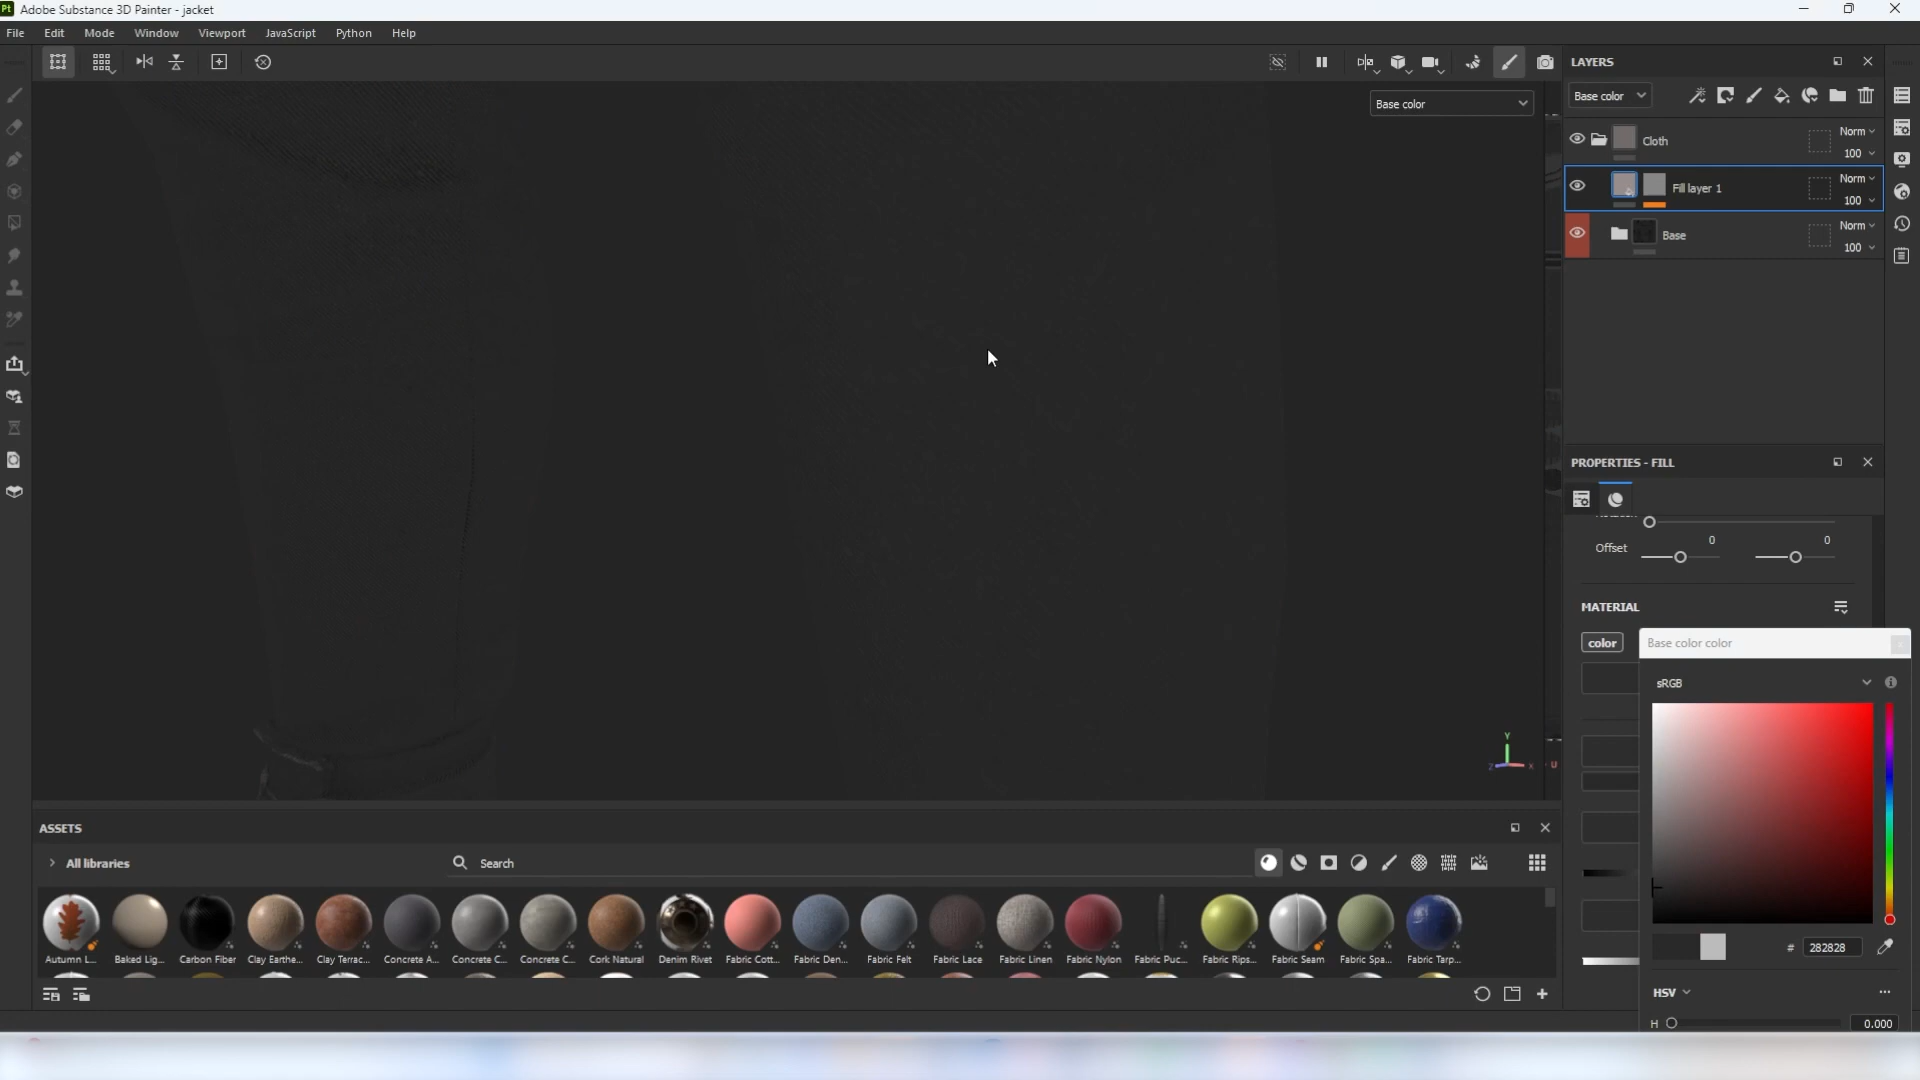 Pt Adobe Substance 3D Painter - jacket
File Edit Mode Window Viewport JavaScript Python Help
Base color
LAYERS
Base color
Cloth Norm
100
Fill layer 1 Norm
100
Base Norm
100
PROPERTIES - FILL
0 0
Offset
MATERIAL
color
Base color color
sRGB
# 282828
HSV
H 0.000
Y
Z X
U
ASSETS
All libraries
Search
Autumn L... Baked Lig... Carbon Fiber Clay Earthe... Clay Terrac... Concrete A... Concrete C... Concrete C... Cork Natural Denim Rivet Fabric Cott... Fabric Den... Fabric Felt Fabric Lace Fabric Linen Fabric Nylon Fabric Puc... Fabric Rips... Fabric Seam Fabric Spa... Fabric Tarp...